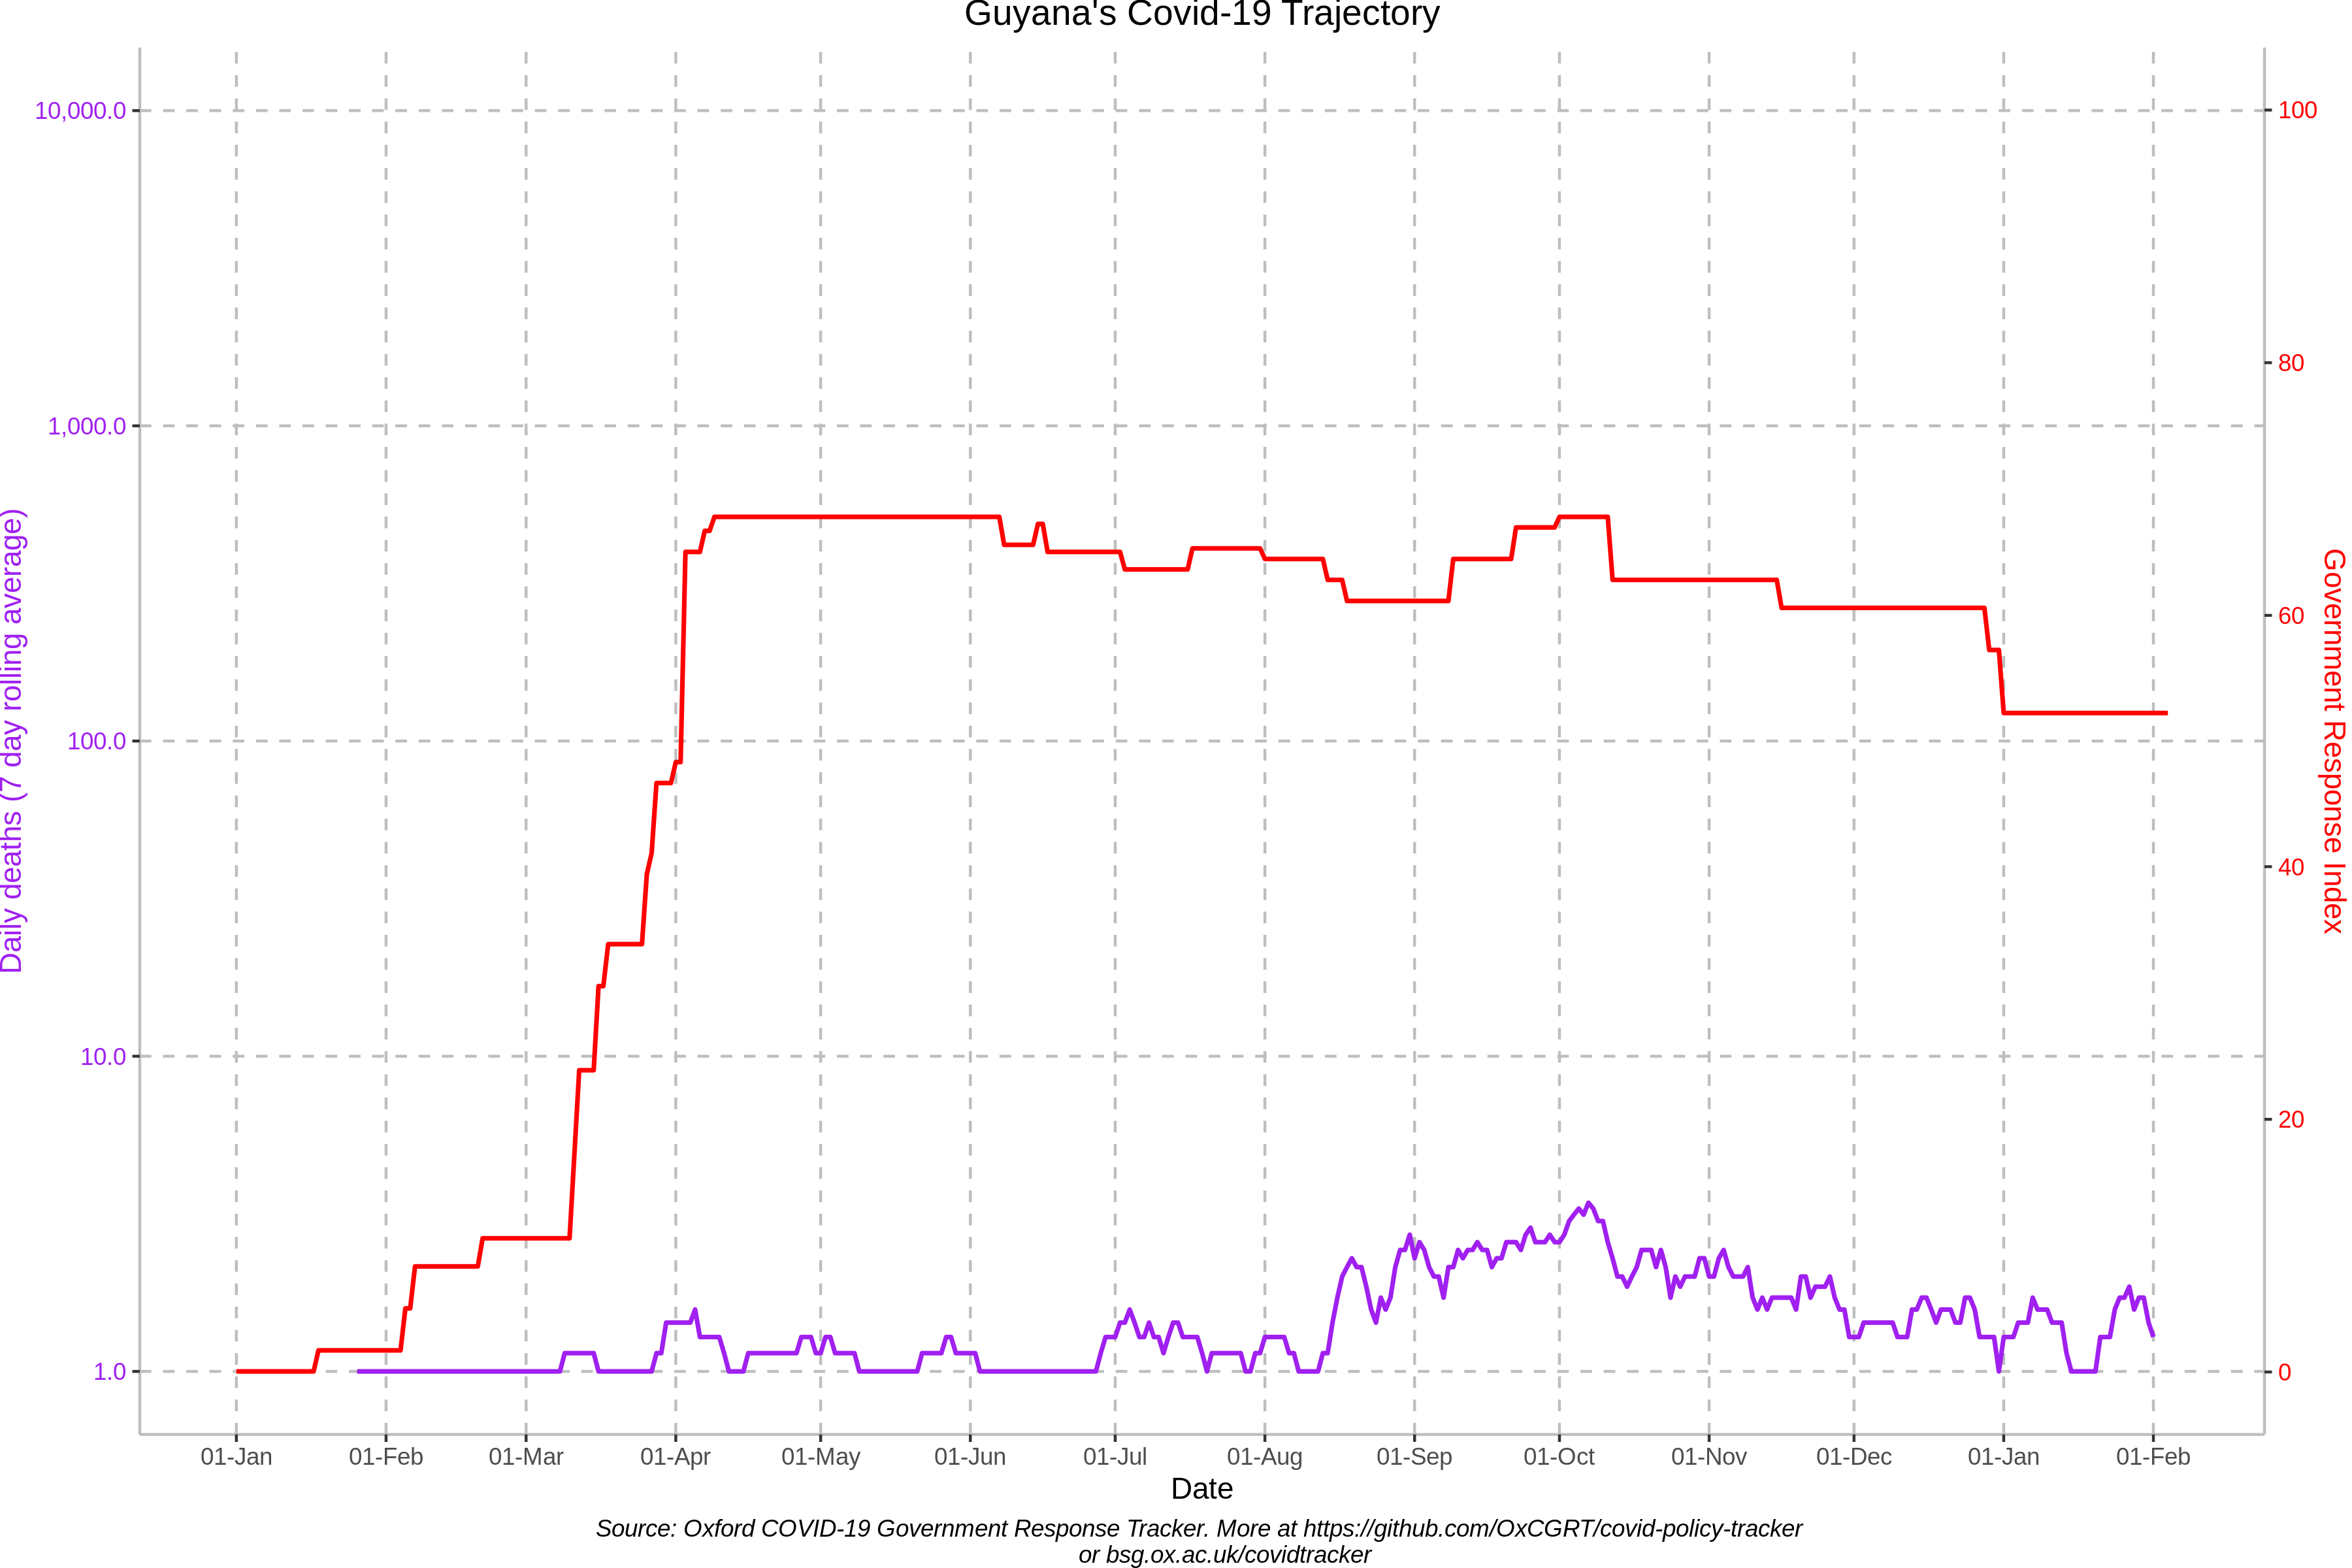 Guyana's Covid-19 Trajectory
10,000.0
1,000.0
100.0
10.0
1.0
Daily deaths (7 day rolling average)
100
80
60
40
20
0
Government Response Index
01-Jan 01-Feb 01-Mar 01-Apr 01-May 01-Jun 01-Jul 01-Aug 01-Sep 01-Oct 01-Nov 01-Dec 01-Jan 01-Feb
Date
Source: Oxford COVID-19 Government Response Tracker. More at https://github.com/OxCGRT/covid-policy-tracker
or bsg.ox.ac.uk/covidtracker